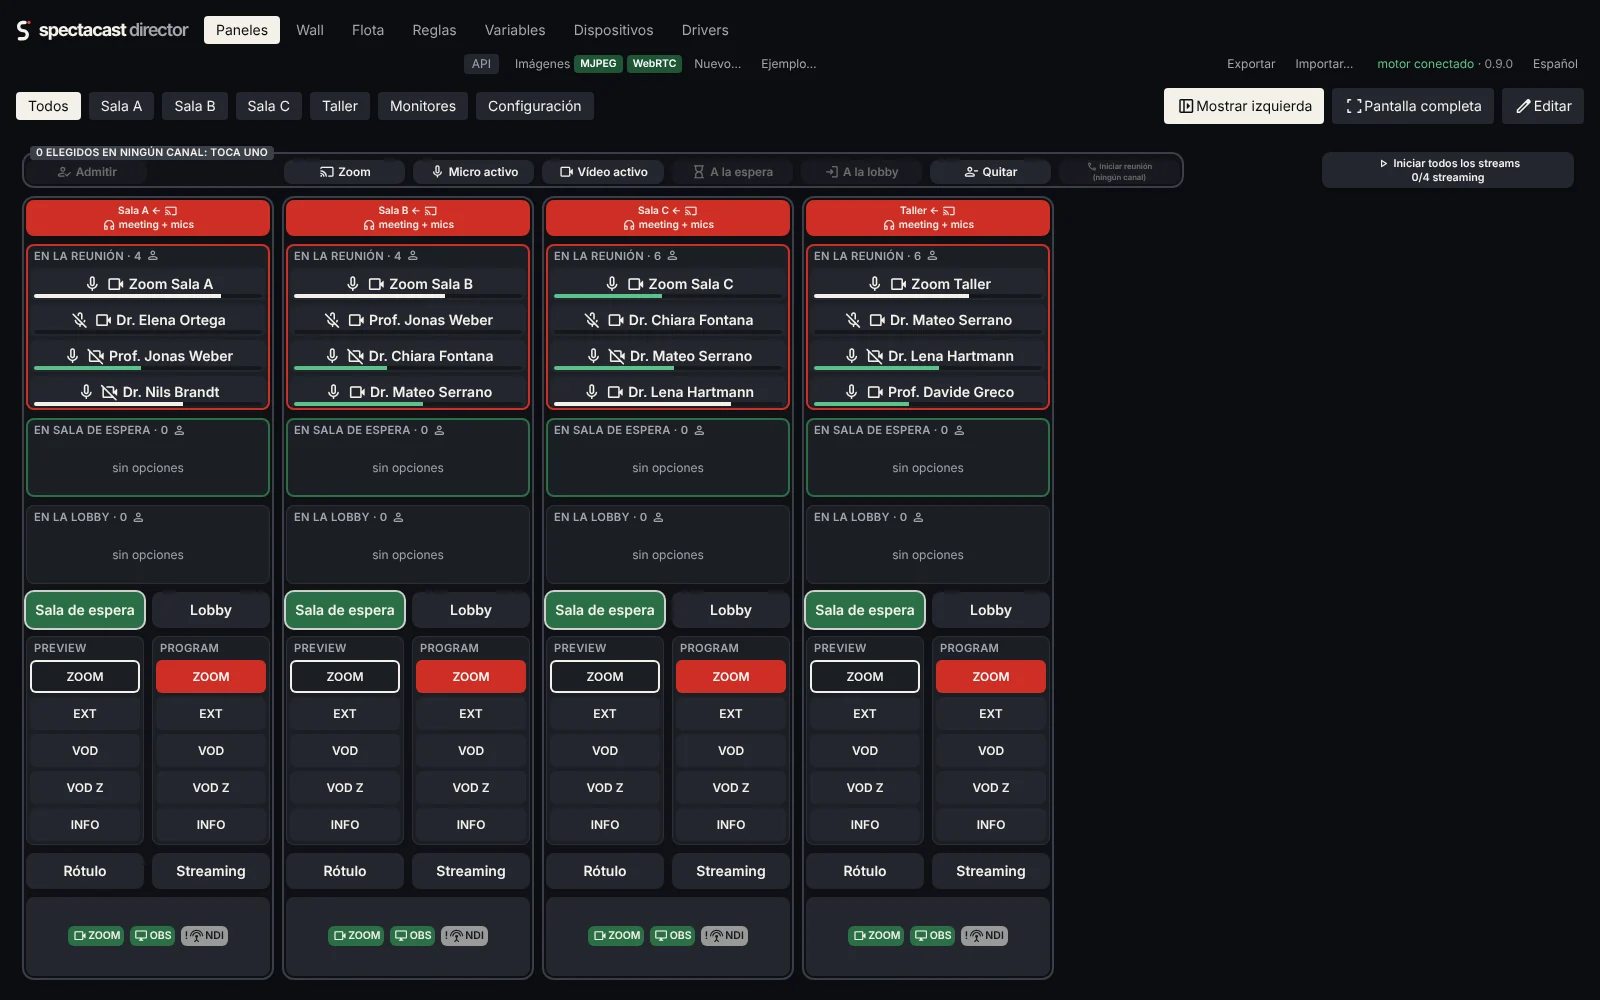 spectacast director
Paneles
Wall
Flota
Reglas
Variables
Dispositivos
Drivers
API
Imágenes
MJPEG
WebRTC
Nuevo...
Ejemplo...
Exportar
Importar...
motor conectado · 0.9.0
Español
Todos
Sala A
Sala B
Sala C
Taller
Monitores
Configuración
Mostrar izquierda
Pantalla completa
Editar
0 ELEGIDOS EN NINGÚN CANAL: TOCA UNO
Admitir
Zoom
Micro activo
Vídeo activo
A la espera
A la lobby
Quitar
Iniciar reunión
(ningún canal)
Iniciar todos los streams
0/4 streaming
Sala A ←
meeting + mics
EN LA REUNIÓN · 4
Zoom Sala A
Dr. Elena Ortega
Prof. Jonas Weber
Dr. Nils Brandt
EN SALA DE ESPERA · 0
sin opciones
EN LA LOBBY · 0
sin opciones
Sala de espera
Lobby
PREVIEW
ZOOM
EXT
VOD
VOD Z
INFO
PROGRAM
ZOOM
EXT
VOD
VOD Z
INFO
Rótulo
Streaming
ZOOM
OBS
! NDI
Sala B ←
meeting + mics
EN LA REUNIÓN · 4
Zoom Sala B
Prof. Jonas Weber
Dr. Chiara Fontana
Dr. Mateo Serrano
EN SALA DE ESPERA · 0
sin opciones
EN LA LOBBY · 0
sin opciones
Sala de espera
Lobby
PREVIEW
ZOOM
EXT
VOD
VOD Z
INFO
PROGRAM
ZOOM
EXT
VOD
VOD Z
INFO
Rótulo
Streaming
ZOOM
OBS
! NDI
Sala C ←
meeting + mics
EN LA REUNIÓN · 6
Zoom Sala C
Dr. Chiara Fontana
Dr. Mateo Serrano
Dr. Lena Hartmann
EN SALA DE ESPERA · 0
sin opciones
EN LA LOBBY · 0
sin opciones
Sala de espera
Lobby
PREVIEW
ZOOM
EXT
VOD
VOD Z
INFO
PROGRAM
ZOOM
EXT
VOD
VOD Z
INFO
Rótulo
Streaming
ZOOM
OBS
! NDI
Taller ←
meeting + mics
EN LA REUNIÓN · 6
Zoom Taller
Dr. Mateo Serrano
Dr. Lena Hartmann
Prof. Davide Greco
EN SALA DE ESPERA · 0
sin opciones
EN LA LOBBY · 0
sin opciones
Sala de espera
Lobby
PREVIEW
ZOOM
EXT
VOD
VOD Z
INFO
PROGRAM
ZOOM
EXT
VOD
VOD Z
INFO
Rótulo
Streaming
ZOOM
OBS
! NDI